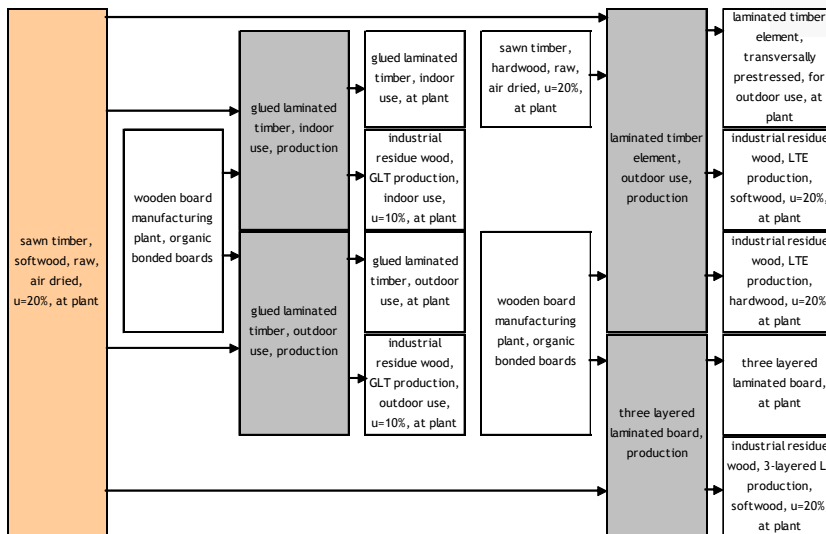 sawn timber,
softwood, raw,
air dried,
u=20%, at plant
wooden board
manufacturing
plant, organic
bonded boards
glued laminated
timber, indoor
use, production
glued laminated
timber, outdoor
use, production
glued laminated
timber, indoor
use, at plant
industrial
residue wood,
GLT production,
indoor use,
u=10%, at plant
glued laminated
timber, outdoor
use, at plant
industrial
residue wood,
GLT production,
outdoor use,
u=10%, at plant
sawn timber,
hardwood, raw,
air dried, u=20%,
at plant
wooden board
manufacturing
plant, organic
bonded boards
laminated timber
element,
outdoor use,
production
three layered
laminated board,
production
laminated timber
element,
transversally
prestressed, for
outdoor use, at
plant
industrial residue
wood, LTE
production,
softwood, u=20%,
at plant
industrial residue
wood, LTE
production,
hardwood, u=20%
at plant
three layered
laminated board,
at plant
industrial residue
wood, 3-layered L
production,
softwood, u=20%
at plant